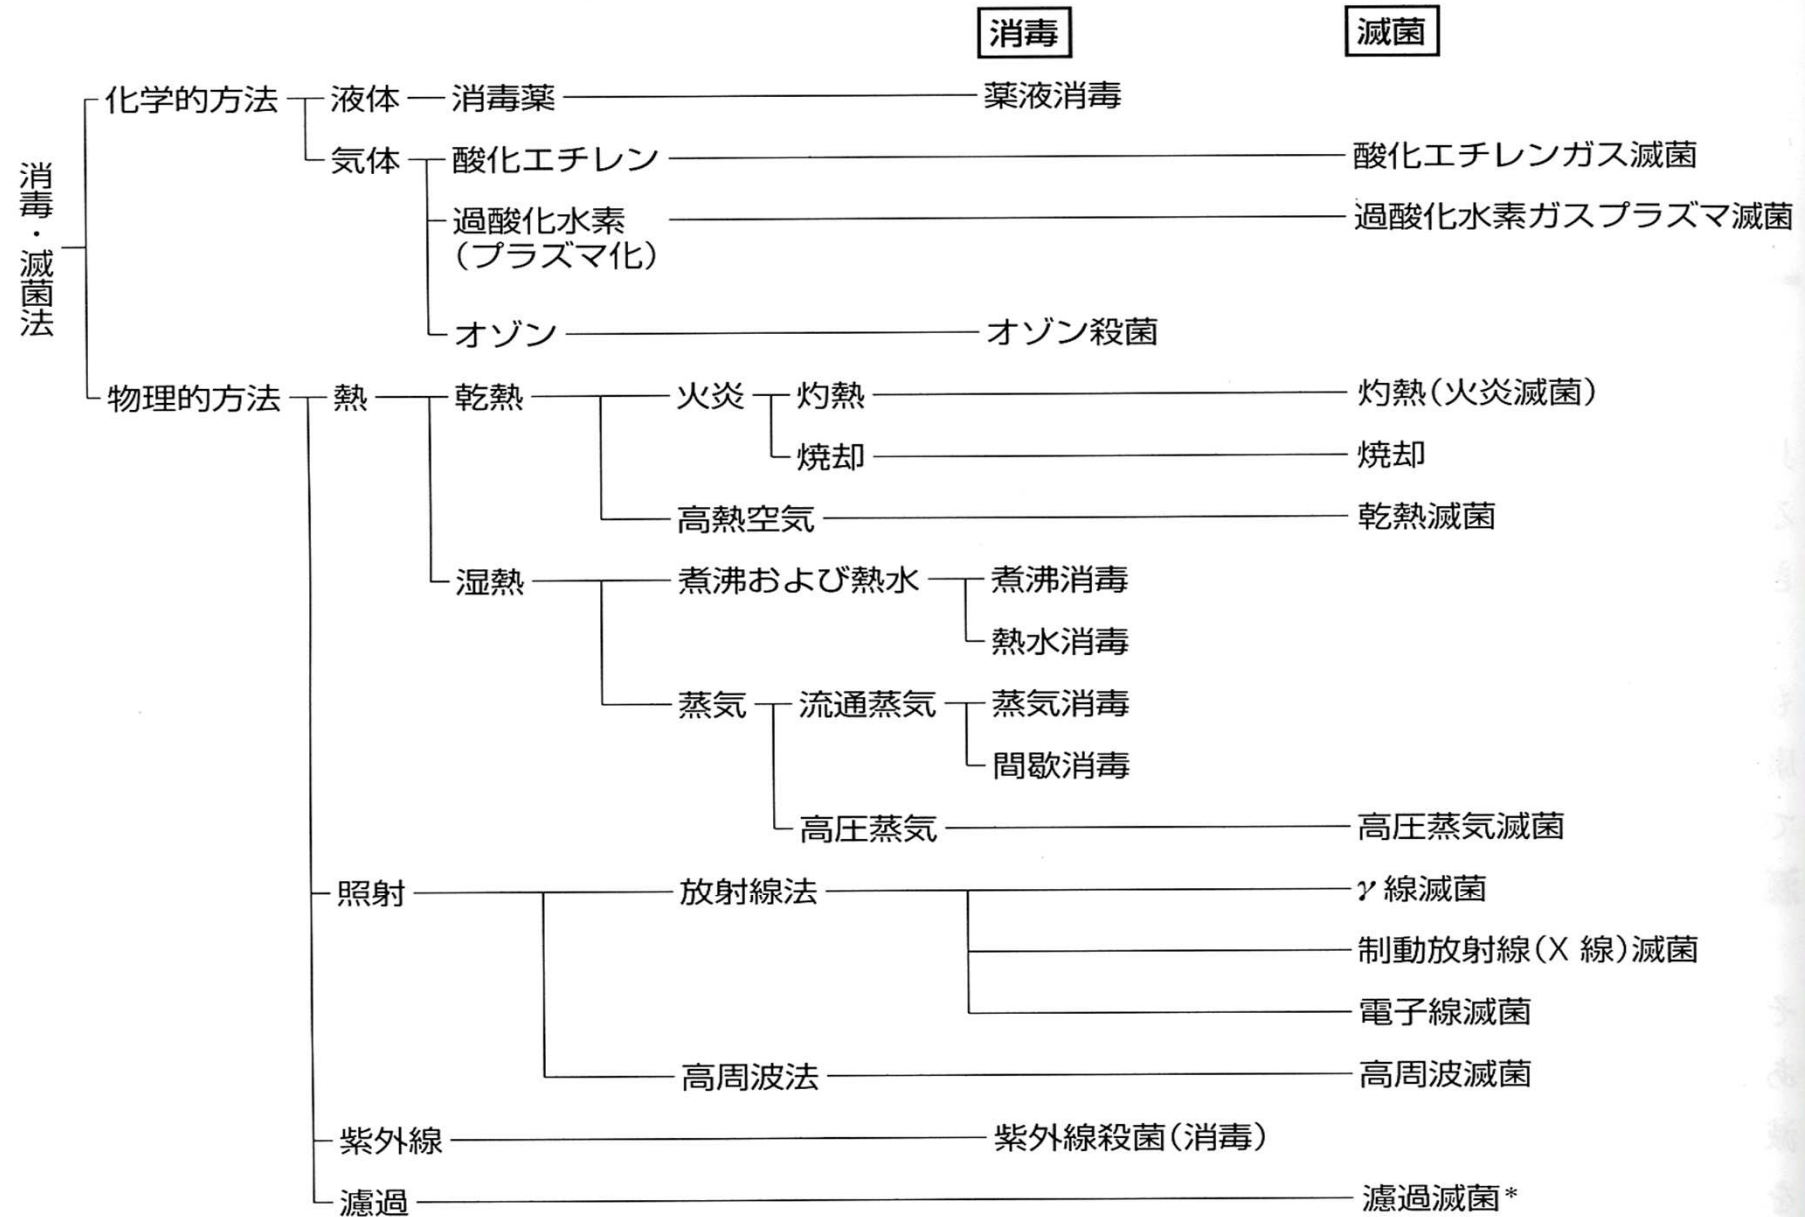 消毒 滅菌
消毒・滅菌法
化学的方法 液体 消毒薬 薬液消毒
気体 酸化エチレン 酸化エチレンガス滅菌
過酸化水素 過酸化水素ガスプラズマ滅菌
（プラズマ化）
オゾン オゾン殺菌
物理的方法 熱 乾熱 火炎 灼熱 灼熱（火炎滅菌）
焼却 焼却
高熱空気 乾熱滅菌
湿熱 煮沸および熱水 煮沸消毒
熱水消毒
蒸気 流通蒸気 蒸気消毒
間歇消毒
高圧蒸気 高圧蒸気滅菌
照射 放射線法 γ線滅菌
制動放射線（X 線）滅菌
電子線滅菌
高周波法 高周波滅菌
紫外線 紫外線殺菌（消毒）
濾過 濾過滅菌*